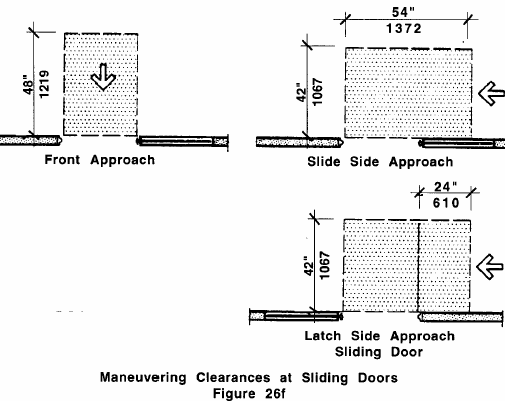 48"
1219
Front Approach
54"
1372
42"
1067
Slide Side Approach
24"
610
42"
1067
Latch Side Approach
Sliding Door
Maneuvering Clearances at Sliding Doors
Figure 26f